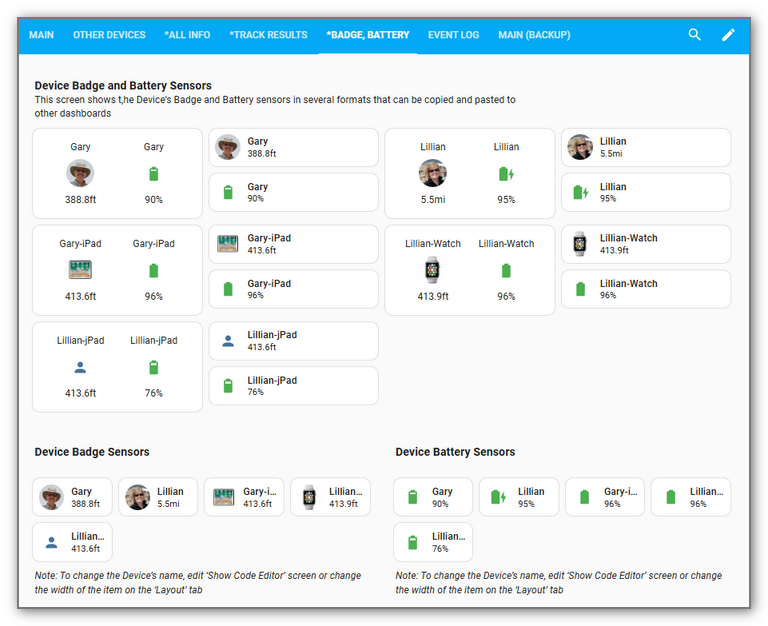 MAIN OTHER DEVICES *ALL INFO *TRACK RESULTS *BADGE, BATTERY EVENT LOG MAIN (BACKUP)
Device Badge and Battery Sensors
This screen shows t,he Device's Badge and Battery sensors in several formats that can be copied and pasted to
other dashboards
Gary Gary
388.8ft 90%
Gary
388.8ft
Gary
90%
Lillian Lillian
5.5mi 95%
Lillian
5.5mi
Lillian
95%
Gary-iPad Gary-iPad
413.6ft 96%
Gary-iPad
413.6ft
Gary-iPad
96%
Lillian-Watch Lillian-Watch
413.9ft 96%
Lillian-Watch
413.9ft
Lillian-Watch
96%
Lillian-jPad Lillian-jPad
413.6ft 76%
Lillian-jPad
413.6ft
Lillian-jPad
76%
Device Badge Sensors
Gary
388.8ft
Lillian
5.5mi
Gary-i...
413.6ft
Lillian...
413.9ft
Lillian...
413.6ft
Note: To change the Device's name, edit 'Show Code Editor' screen or change
the width of the item on the 'Layout' tab
Device Battery Sensors
Gary
90%
Lillian
95%
Gary-i...
96%
Lillian...
96%
Lillian...
76%
Note: To change the Device's name, edit 'Show Code Editor' screen or change
the width of the item on the 'Layout' tab